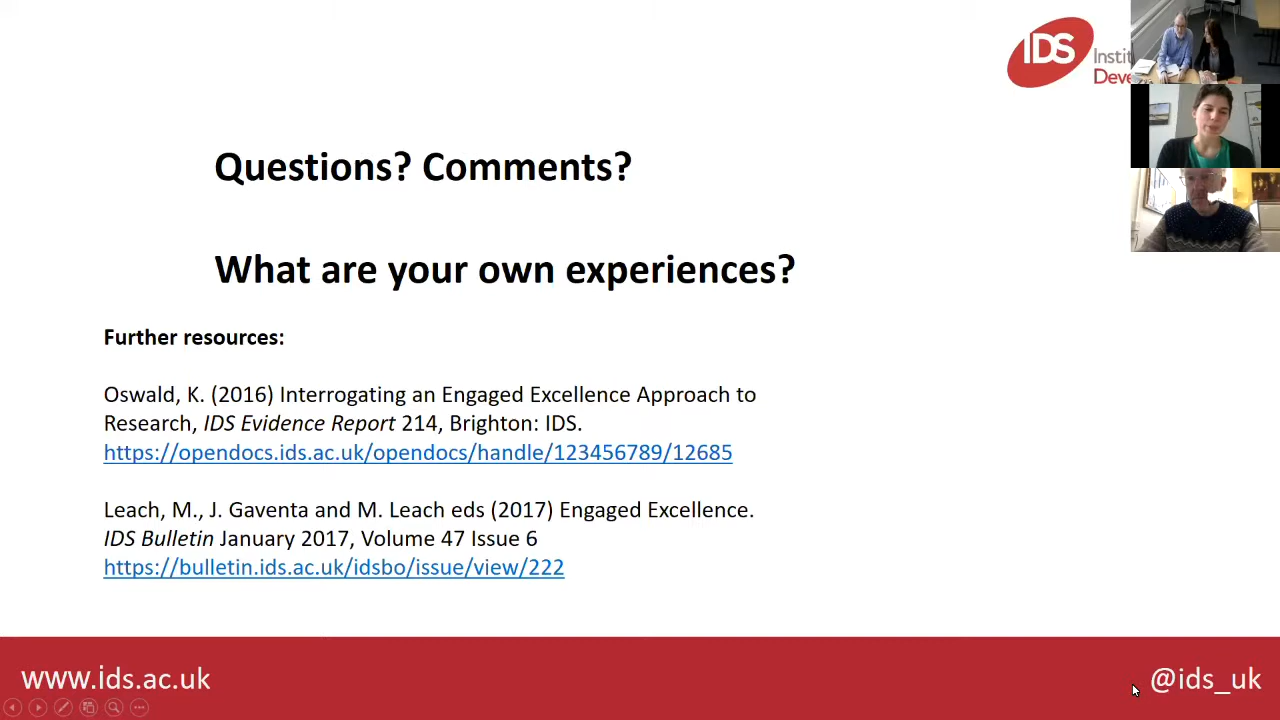 IDS
Questions? Comments?
What are your own experiences?
Further resources:
Oswald, K. (2016) Interrogating an Engaged Excellence Approach to
Research, IDS Evidence Report 214, Brighton: IDS.
https://opendocs.ids.ac.uk/opendocs/handle/123456789/12685
Leach, M., J. Gaventa and M. Leach eds (2017) Engaged Excellence.
IDS Bulletin January 2017, Volume 47 Issue 6
https://bulletin.ids.ac.uk/idsbo/issue/view/222
www.ids.ac.uk
@ids_uk